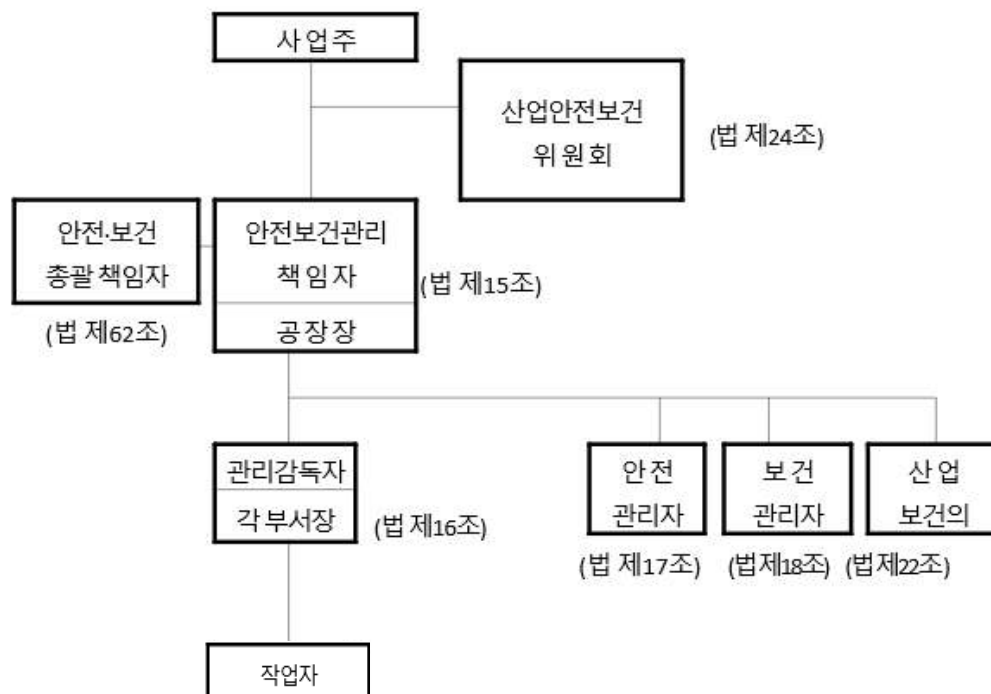 사업주
산업안전보건
위원회
(법 제24조)
안전·보건
총괄책임자
(법 제62조)
안전보건관리
책임자
공장장
(법 제15조)
관리감독자
각부서장
(법 제16조)
안전
관리자
(법 제17조)
보건
관리자
(법제18조)
산업
보건의
(법제22조)
작업자